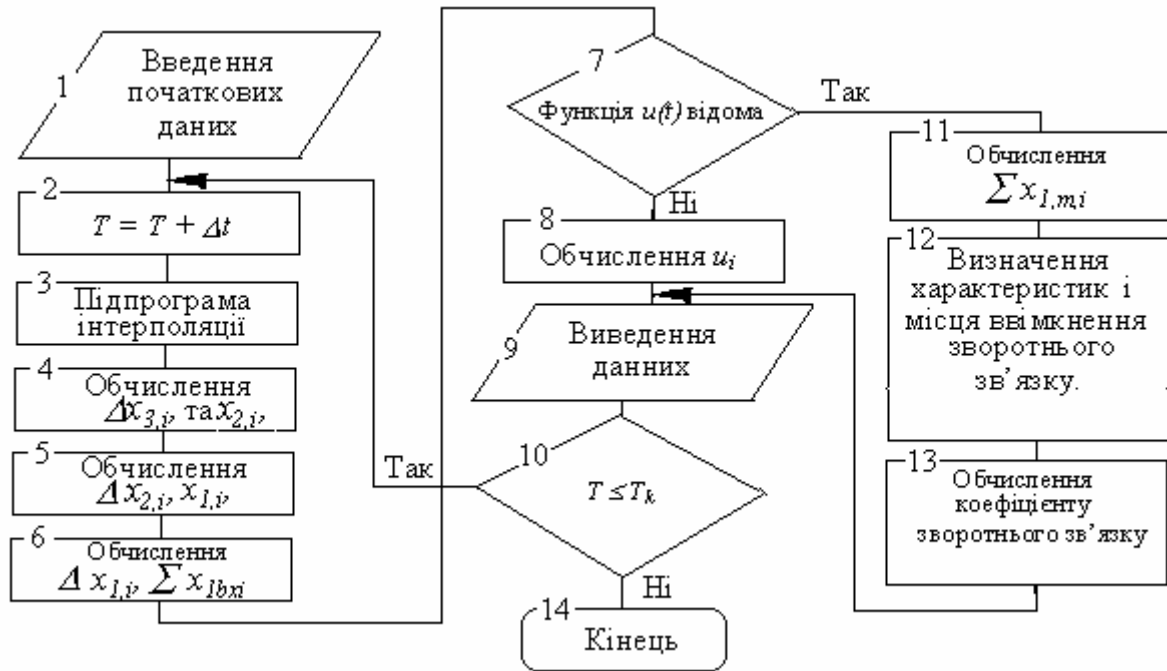 1
Введення
початкових
даних
2
T = T + Δt
3
Підпрограма
інтерполяції
4
Обчислення
Δx3,i, та x2,i,
5
Обчислення
Δ x2,i, x1,i,
6
Обчислення
Δ x1,i, ∑ x1bxi
7
Функція u(t) відома
Так
Ні
8
Обчислення ui
9
Виведення
данних
10
T ≤ Tk
Так
Ні
14
Кінець
11
Обчислення
∑ x1,m,i
12
Визначення
характеристик і
місця ввімкнення
зворотнього
зв’язку.
13
Обчислення
коефіцієнту
зворотнього зв’язку